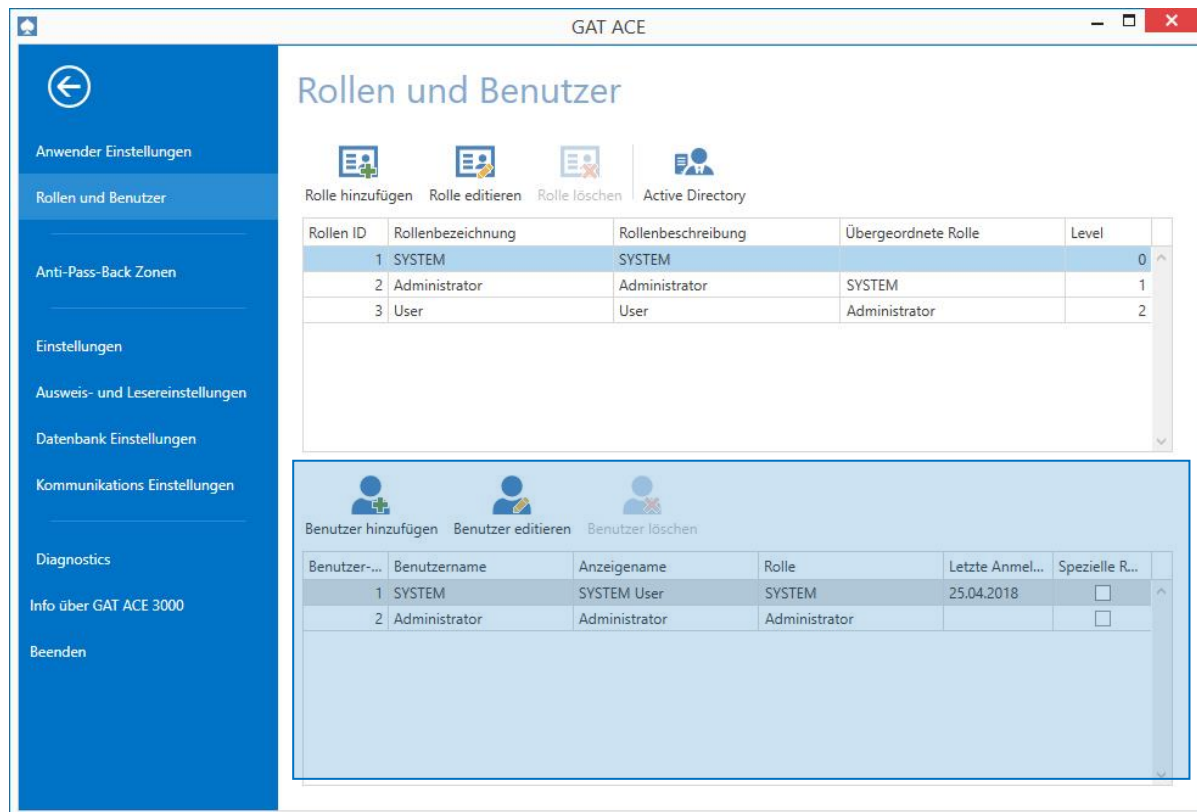 GAT ACE
Rollen und Benutzer
Anwender Einstellungen
Rollen und Benutzer
Anti-Pass-Back Zonen
Einstellungen
Ausweis- und Lesereinstellungen
Datenbank Einstellungen
Kommunikations Einstellungen
Diagnostics
Info über GAT ACE 3000
Beenden
Rolle hinzufügen Rolle editieren Rolle löschen Active Directory
Rollen ID Rollenbezeichnung Rollenbeschreibung Übergeordnete Rolle Level
1 SYSTEM SYSTEM 0
2 Administrator Administrator SYSTEM 1
3 User User Administrator 2
Benutzer hinzufügen Benutzer editieren Benutzer löschen
Benutzer-... Benutzername Anzeigename Rolle Letzte Anmel... Spezielle R...
1 SYSTEM SYSTEM User SYSTEM 25.04.2018
2 Administrator Administrator Administrator